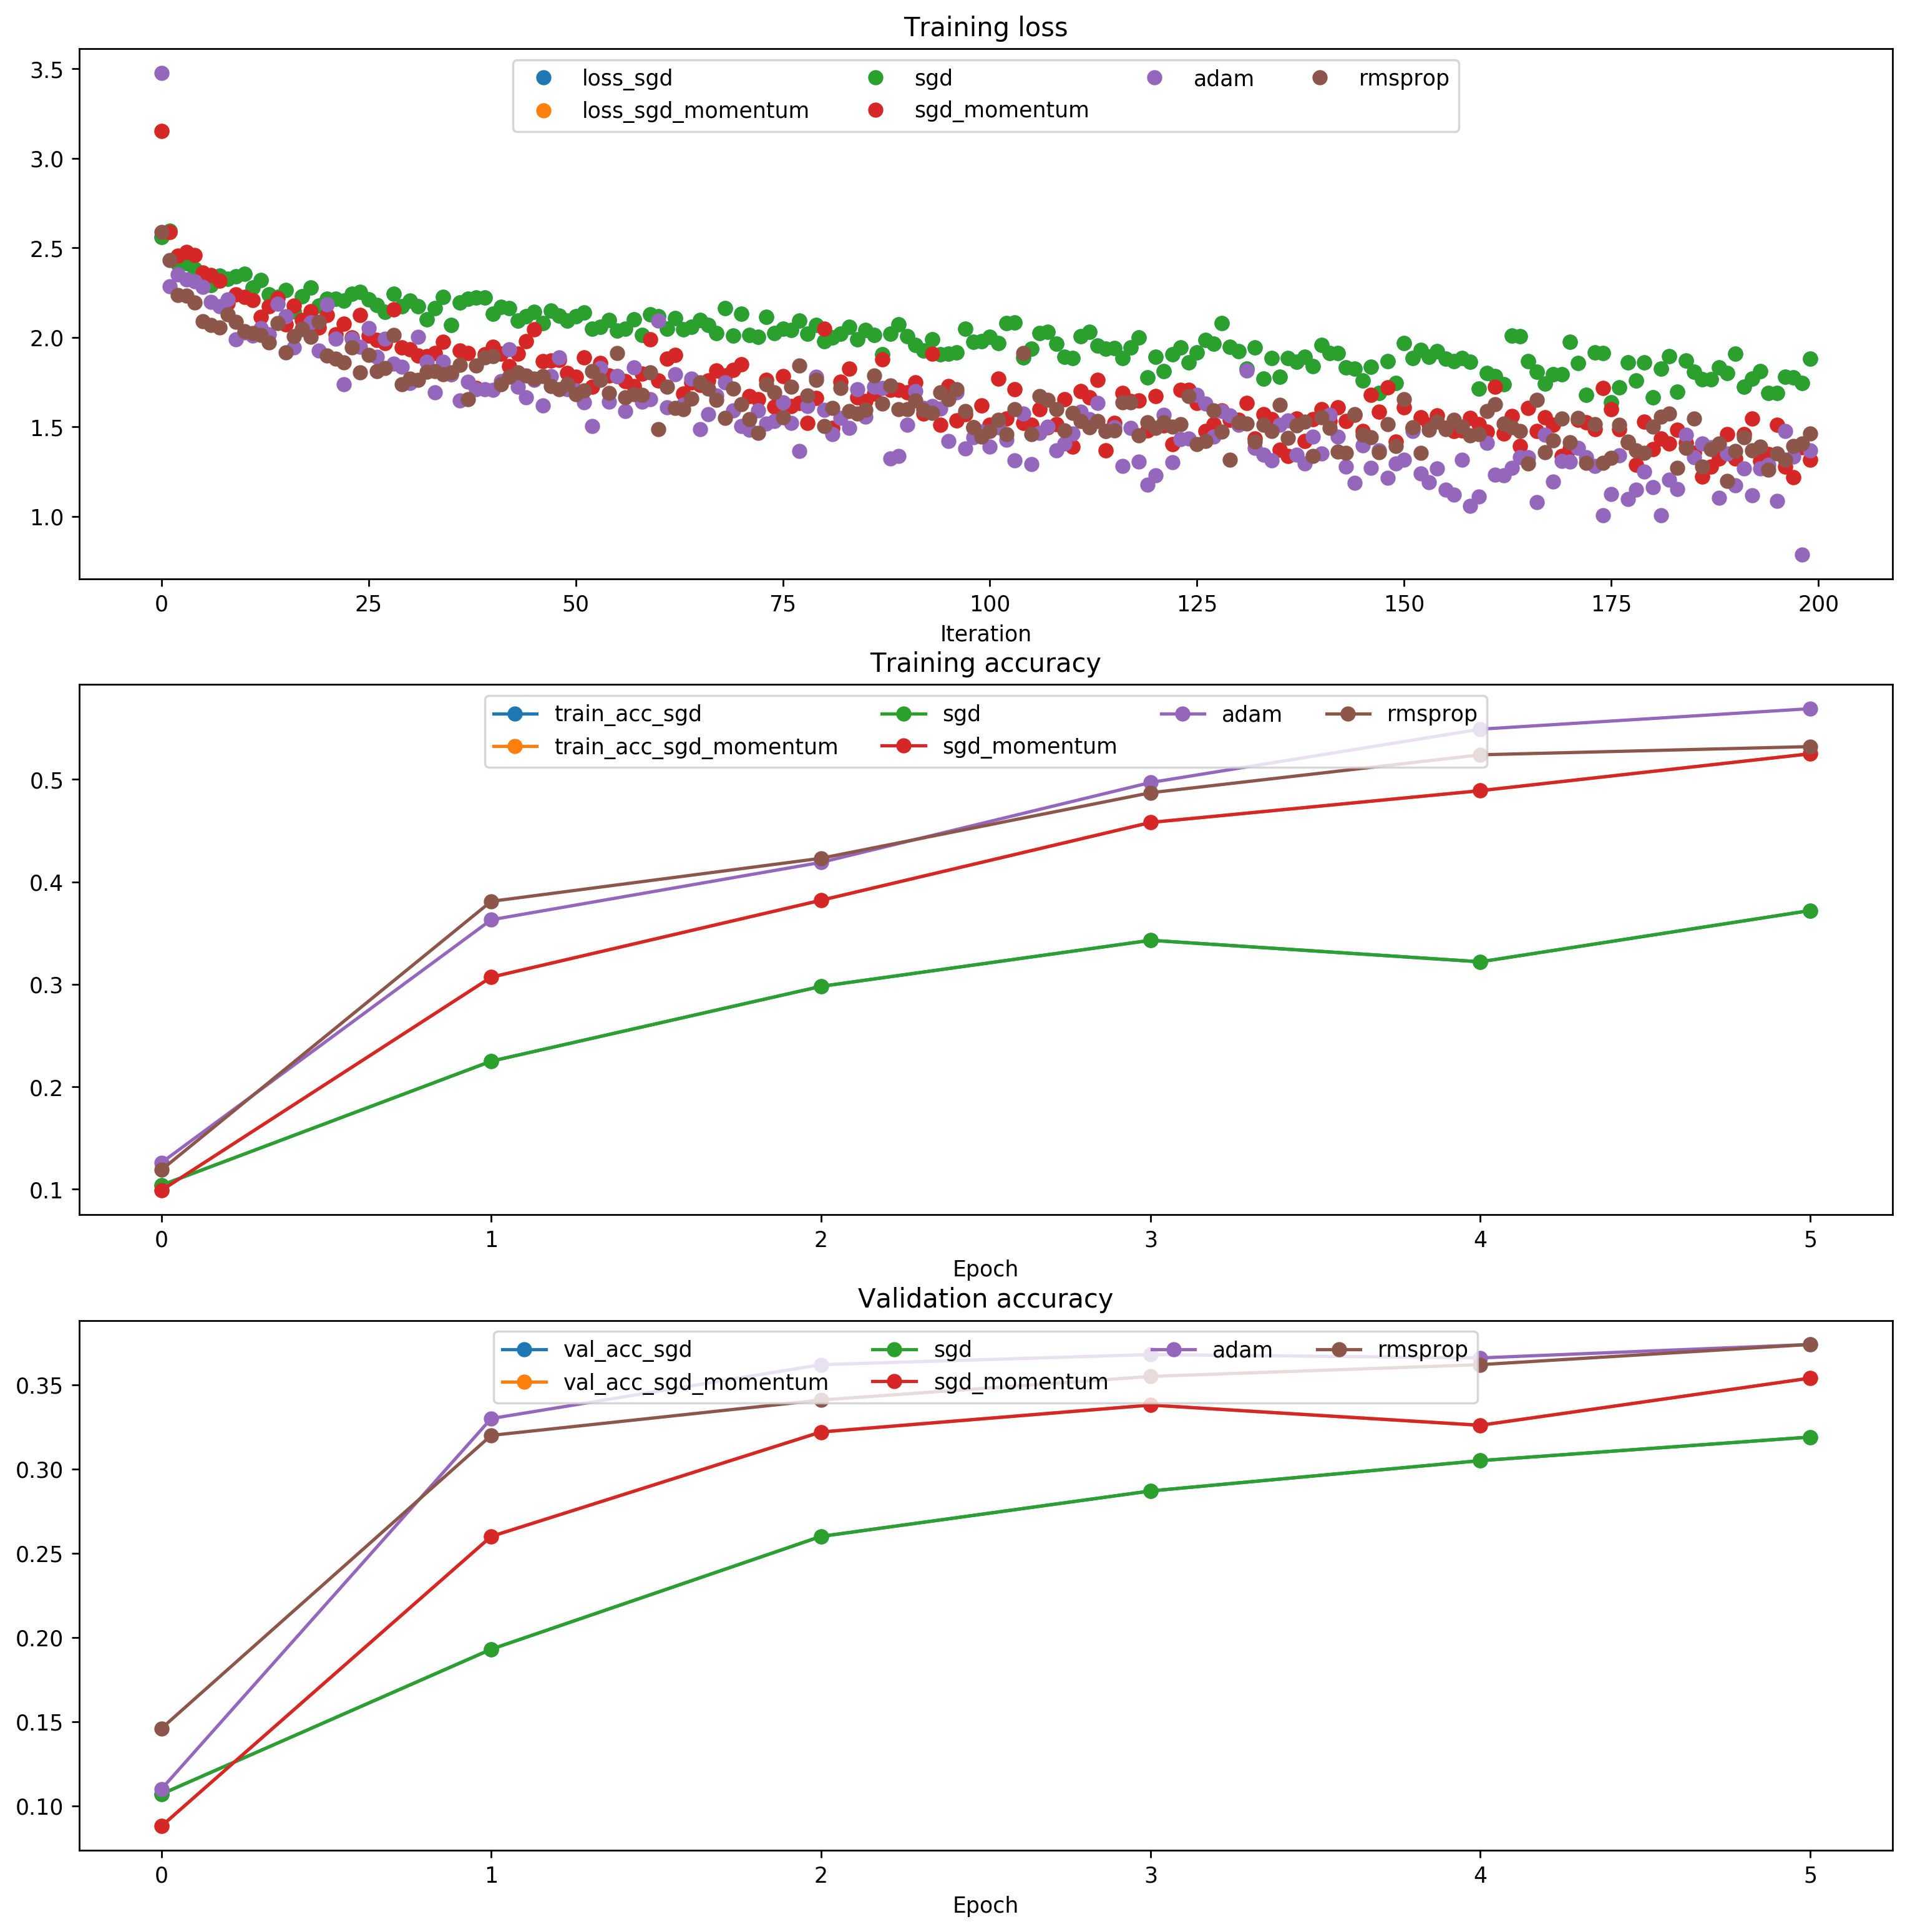 Training loss
loss_sgd sgd adam rmsprop
loss_sgd_momentum sgd_momentum
3.5
3.0
2.5
2.0
1.5
1.0
0 25 50 75 100 125 150 175 200
Iteration
Training accuracy
train_acc_sgd sgd adam rmsprop
train_acc_sgd_momentum sgd_momentum
0.5
0.4
0.3
0.2
0.1
0 1 2 3 4 5
Epoch
Validation accuracy
val_acc_sgd sgd adam rmsprop
val_acc_sgd_momentum sgd_momentum
0.35
0.30
0.25
0.20
0.15
0.10
0 1 2 3 4 5
Epoch